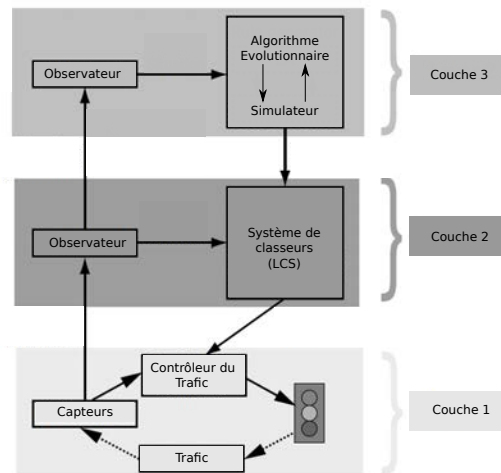 Algorithme
Evolutionnaire
Observateur
Simulateur
Couche 3
Observateur
Système de
classeurs
(LCS)
Couche 2
Contrôleur du
Trafic
Capteurs
Trafic
Couche 1